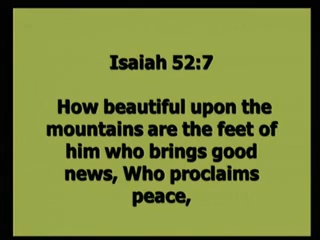 Isaiah 52:7
How beautiful upon the
mountains are the feet of
him who brings good
news, Who proclaims
peace,